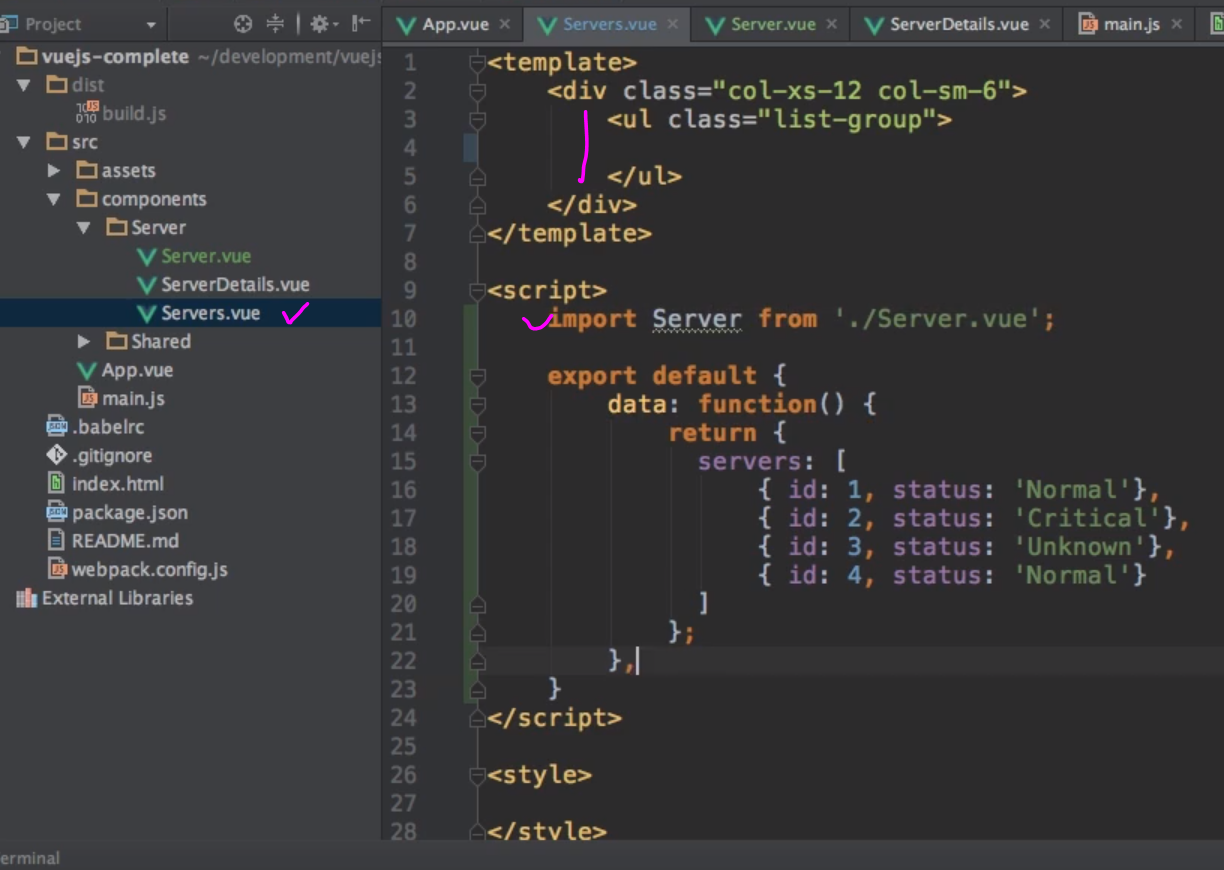 Project
App.vue
Servers.vue
Server.vue
ServerDetails.vue
main.js
vuejs-complete ~/development/vuejs
dist
build.js
src
assets
components
Server
Server.vue
ServerDetails.vue
Servers.vue
Shared
App.vue
main.js
.babelrc
.gitignore
index.html
package.json
README.md
webpack.config.js
External Libraries
1 <template>
2 <div class="col-xs-12 col-sm-6">
3 <ul class="list-group">
4
5 </ul>
6 </div>
7 </template>
8
9 <script>
10 import Server from './Server.vue';
11
12 export default {
13 data: function() {
14 return {
15 servers: [
16 { id: 1, status: 'Normal'},
17 { id: 2, status: 'Critical'},
18 { id: 3, status: 'Unknown'},
19 { id: 4, status: 'Normal'}
20 ]
21 };
22 },
23 }
24 </script>
25
26 <style>
27
28 </style>
erminal